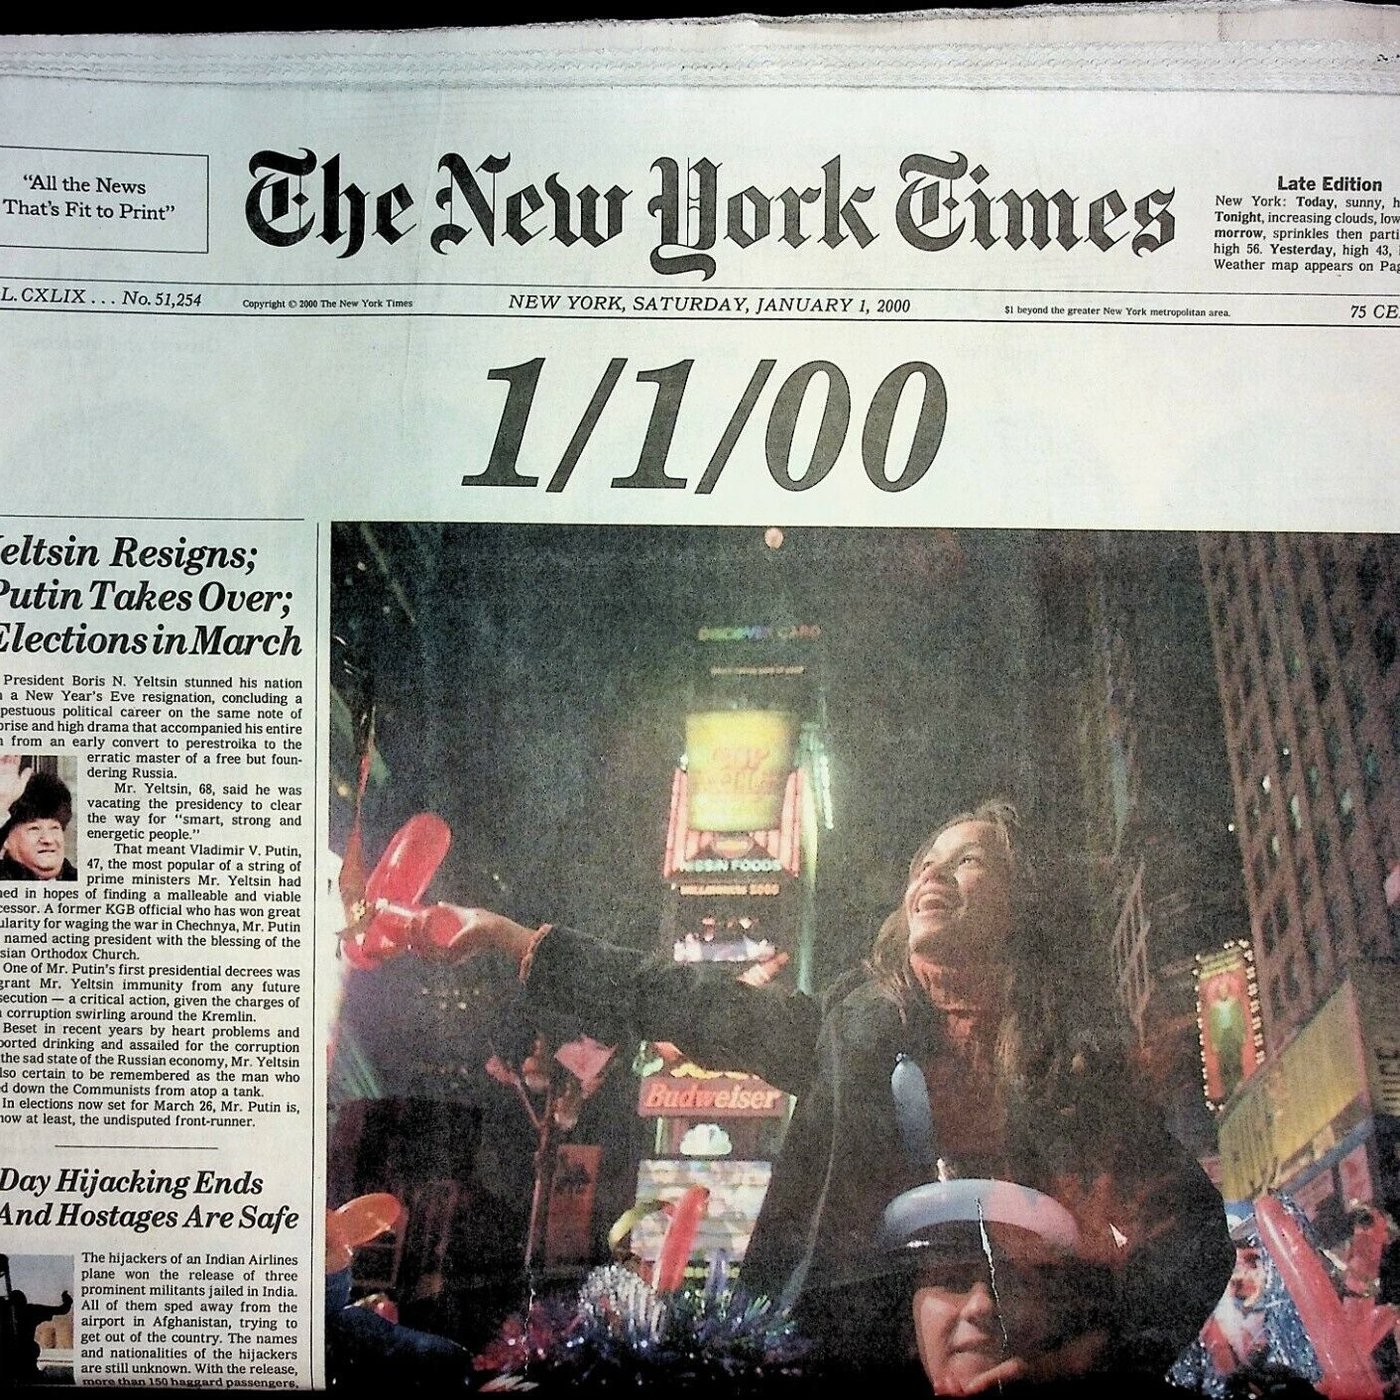 "All the News
That's Fit to Print"
The New York Times
Late Edition
New York: Today, sunny,
Tonight, increasing clouds, low
morrow, sprinkles then parti
high 56. Yesterday, high 43,
Weather map appears on Pag
L. CXLIX . . . No. 51,254
Copyright © 2000 The New York Times
NEW YORK, SATURDAY, JANUARY 1, 2000
$1 beyond the greater New York metropolitan area.
75 CE
1/1/00
eltsin Resigns;
Putin Takes Over;
Elections in March
President Boris N. Yeltsin stunned his nation
a New Year's Eve resignation, concluding a
pestuous political career on the same note of
prise and high drama that accompanied his entire
from an early convert to perestroika to the
erratic master of a free but foun-
dering Russia.
Mr. Yeltsin, 68, said he was
vacating the presidency to clear
the way for "smart, strong and
energetic people."
That meant Vladimir V. Putin,
47, the most popular of a string of
prime ministers Mr. Yeltsin had
ned in hopes of finding a malleable and viable
cessor. A former KGB official who has won great
ularity for waging the war in Chechnya, Mr. Putin
named acting president with the blessing of the
sian Orthodox Church.
One of Mr. Putin's first presidential decrees was
grant Mr. Yeltsin immunity from any future
secution — a critical action, given the charges of
corruption swirling around the Kremlin.
Beset in recent years by heart problems and
ported drinking and assailed for the corruption
the sad state of the Russian economy, Mr. Yeltsin
lso certain to be remembered as the man who
d down the Communists from atop a tank.
In elections now set for March 26, Mr. Putin is,
now at least, the undisputed front-runner.
Day Hijacking Ends
And Hostages Are Safe
The hijackers of an Indian Airlines
plane won the release of three
prominent militants jailed in India.
All of them sped away from the
airport in Afghanistan, trying to
get out of the country. The names
and nationalities of the hijackers
are still unknown. With the release,
more than 150 haggard passengers,
DISCOVER CARD
NISSIN FOODS
Budweiser